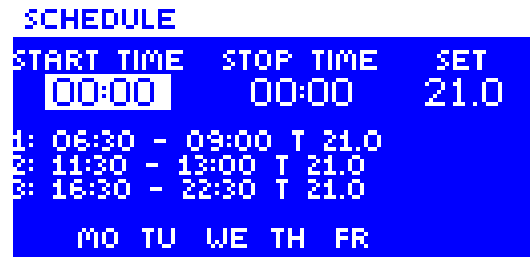 SCHEDULE
START TIME STOP TIME SET
00:00 00:00 21.0
1: 06:30 - 09:00 T 21.0
2: 11:30 - 13:00 T 21.0
3: 16:30 - 22:30 T 21.0
MO TU WE TH FR